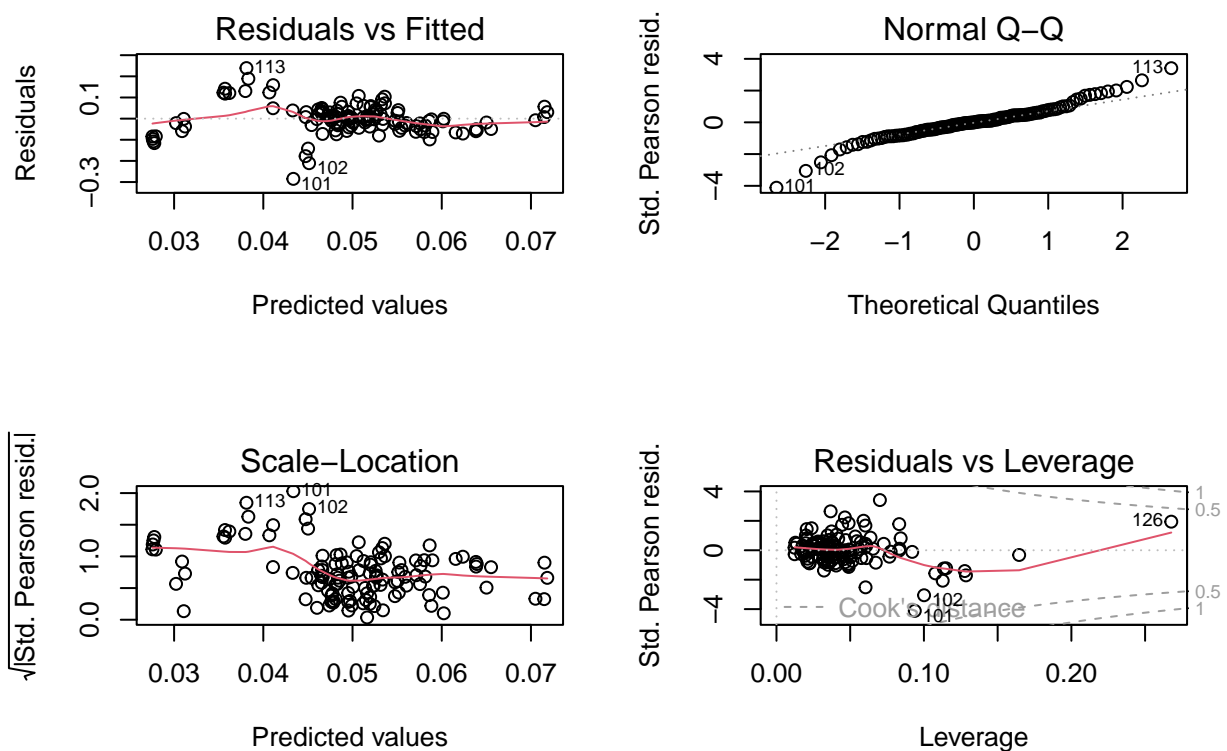 Residuals vs Fitted
Residuals
0.1
−0.3
113
102
101
0.03 0.04 0.05 0.06 0.07
Predicted values
Normal Q−Q
Std. Pearson resid.
4
0
−4
113
102
101
−2 −1 0 1 2
Theoretical Quantiles
Scale−Location
√|Std. Pearson resid.|
2.0
1.0
0.0
113
101
102
0.03 0.04 0.05 0.06 0.07
Predicted values
Residuals vs Leverage
Std. Pearson resid.
4
0
−4
1
0.5
126
0.5
1
102
Cook's distance
101
0.00 0.10 0.20
Leverage